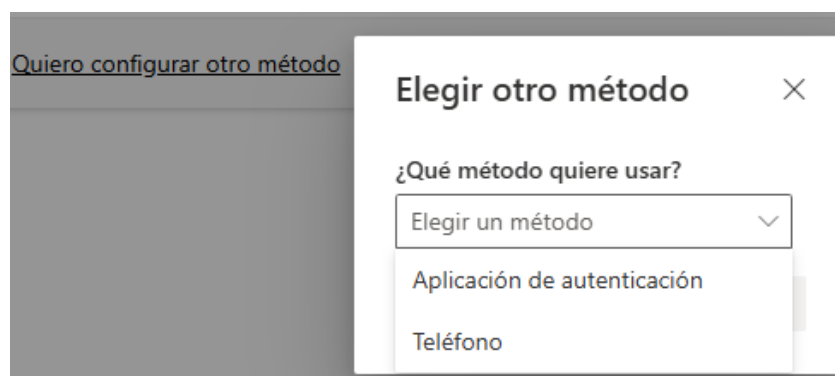 Quiero configurar otro método
Elegir otro método
¿Qué método quiere usar?
Elegir un método
Aplicación de autenticación
Teléfono